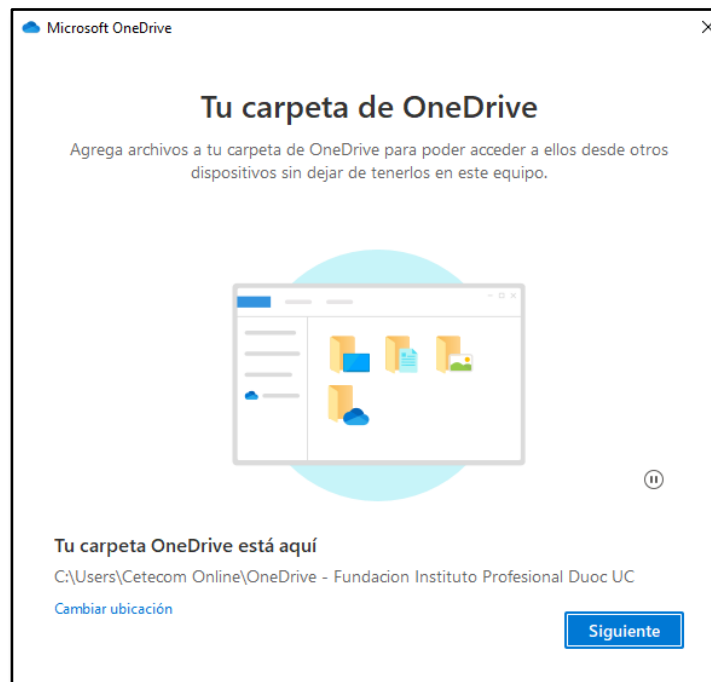 Microsoft OneDrive
Tu carpeta de OneDrive
Agrega archivos a tu carpeta de OneDrive para poder acceder a ellos desde otros
dispositivos sin dejar de tenerlos en este equipo.
Tu carpeta OneDrive está aquí
C:\Users\Cetecom Online\OneDrive - Fundacion Instituto Profesional Duoc UC
Cambiar ubicación
Siguiente